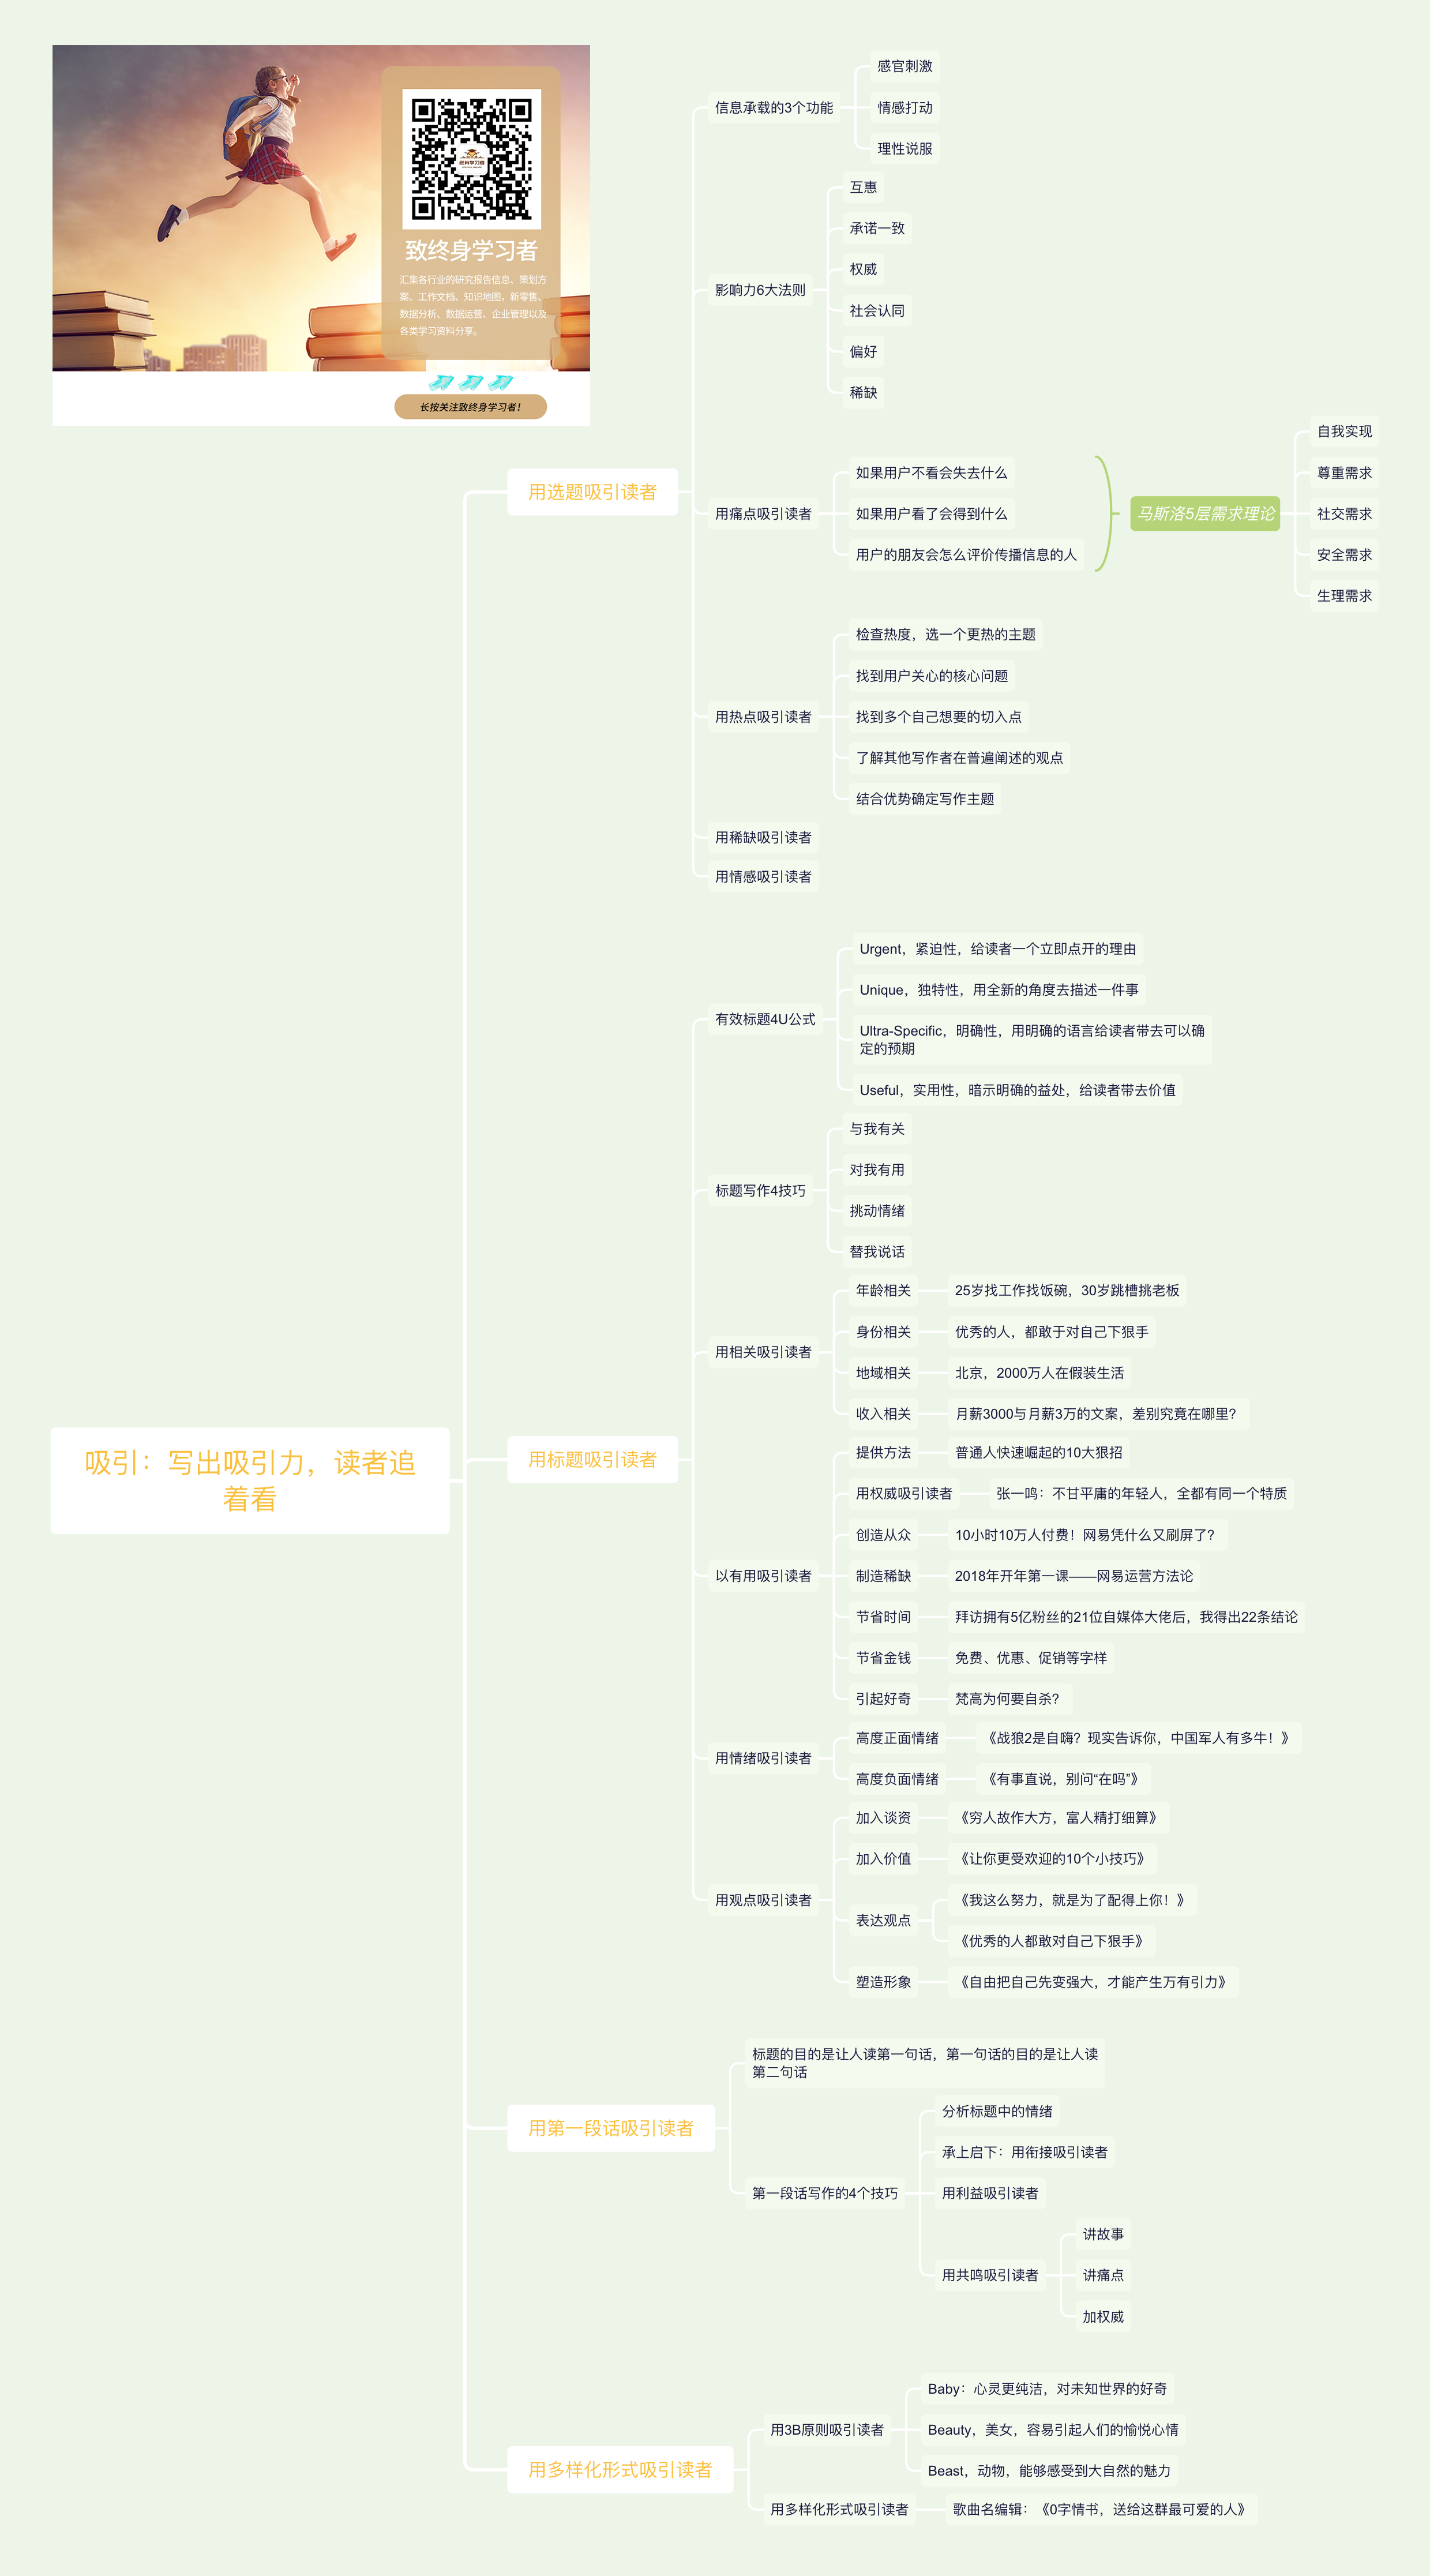 致终身学习者
汇集各行业的研究报告信息、策划方
案、工作文档、知识地图，新零售、
数据分析、数据运营、企业管理以及
各类学习资料分享。
长按关注致终身学习者！
吸引：写出吸引力，读者追
着看
用选题吸引读者
信息承载的3个功能
感官刺激
情感打动
理性说服
影响力6大法则
互惠
承诺一致
权威
社会认同
偏好
稀缺
用痛点吸引读者
如果用户不看会失去什么
如果用户看了会得到什么
用户的朋友会怎么评价传播信息的人
马斯洛5层需求理论
自我实现
尊重需求
社交需求
安全需求
生理需求
用热点吸引读者
检查热度，选一个更热的主题
找到用户关心的核心问题
找到多个自己想要的切入点
了解其他写作者在普遍阐述的观点
结合优势确定写作主题
用稀缺吸引读者
用情感吸引读者
用标题吸引读者
有效标题4U公式
Urgent，紧迫性，给读者一个立即点开的理由
Unique，独特性，用全新的角度去描述一件事
Ultra-Specific，明确性，用明确的语言给读者带去可以确
定的预期
Useful，实用性，暗示明确的益处，给读者带去价值
标题写作4技巧
与我有关
对我有用
挑动情绪
替我说话
用相关吸引读者
年龄相关
25岁找工作找饭碗，30岁跳槽挑老板
身份相关
优秀的人，都敢于对自己下狠手
地域相关
北京，2000万人在假装生活
收入相关
月薪3000与月薪3万的文案，差别究竟在哪里？
以有用吸引读者
提供方法
普通人快速崛起的10大狠招
用权威吸引读者
张一鸣：不甘平庸的年轻人，全都有同一个特质
创造从众
10小时10万人付费！网易凭什么又刷屏了？
制造稀缺
2018年开年第一课——网易运营方法论
节省时间
拜访拥有5亿粉丝的21位自媒体大佬后，我得出22条结论
节省金钱
免费、优惠、促销等字样
引起好奇
梵高为何要自杀？
用情绪吸引读者
高度正面情绪
《战狼2是自嗨？现实告诉你，中国军人有多牛！》
高度负面情绪
《有事直说，别问“在吗”》
用观点吸引读者
加入谈资
《穷人故作大方，富人精打细算》
加入价值
《让你更受欢迎的10个小技巧》
表达观点
《我这么努力，就是为了配得上你！》
《优秀的人都敢对自己下狠手》
塑造形象
《自由把自己先变强大，才能产生万有引力》
用第一段话吸引读者
标题的目的是让人读第一句话，第一句话的目的是让人读
第二句话
第一段话写作的4个技巧
分析标题中的情绪
承上启下：用衔接吸引读者
用利益吸引读者
用共鸣吸引读者
讲故事
讲痛点
加权威
用多样化形式吸引读者
用3B原则吸引读者
Baby：心灵更纯洁，对未知世界的好奇
Beauty，美女，容易引起人们的愉悦心情
Beast，动物，能够感受到大自然的魅力
用多样化形式吸引读者
歌曲名编辑：《0字情书，送给这群最可爱的人》